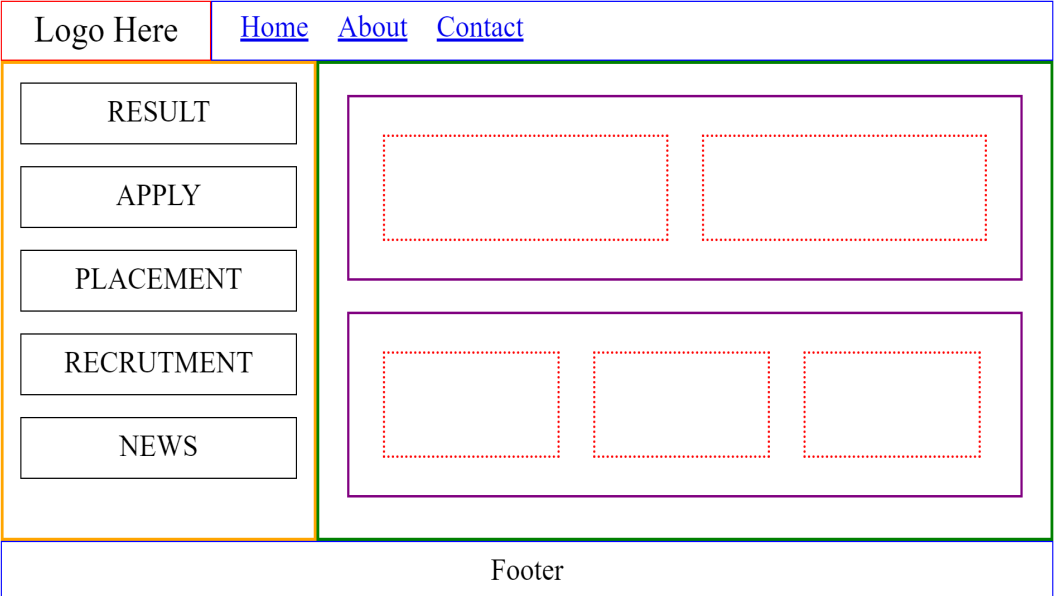 Logo Here
Home About Contact
RESULT
APPLY
PLACEMENT
RECRUTMENT
NEWS
Footer